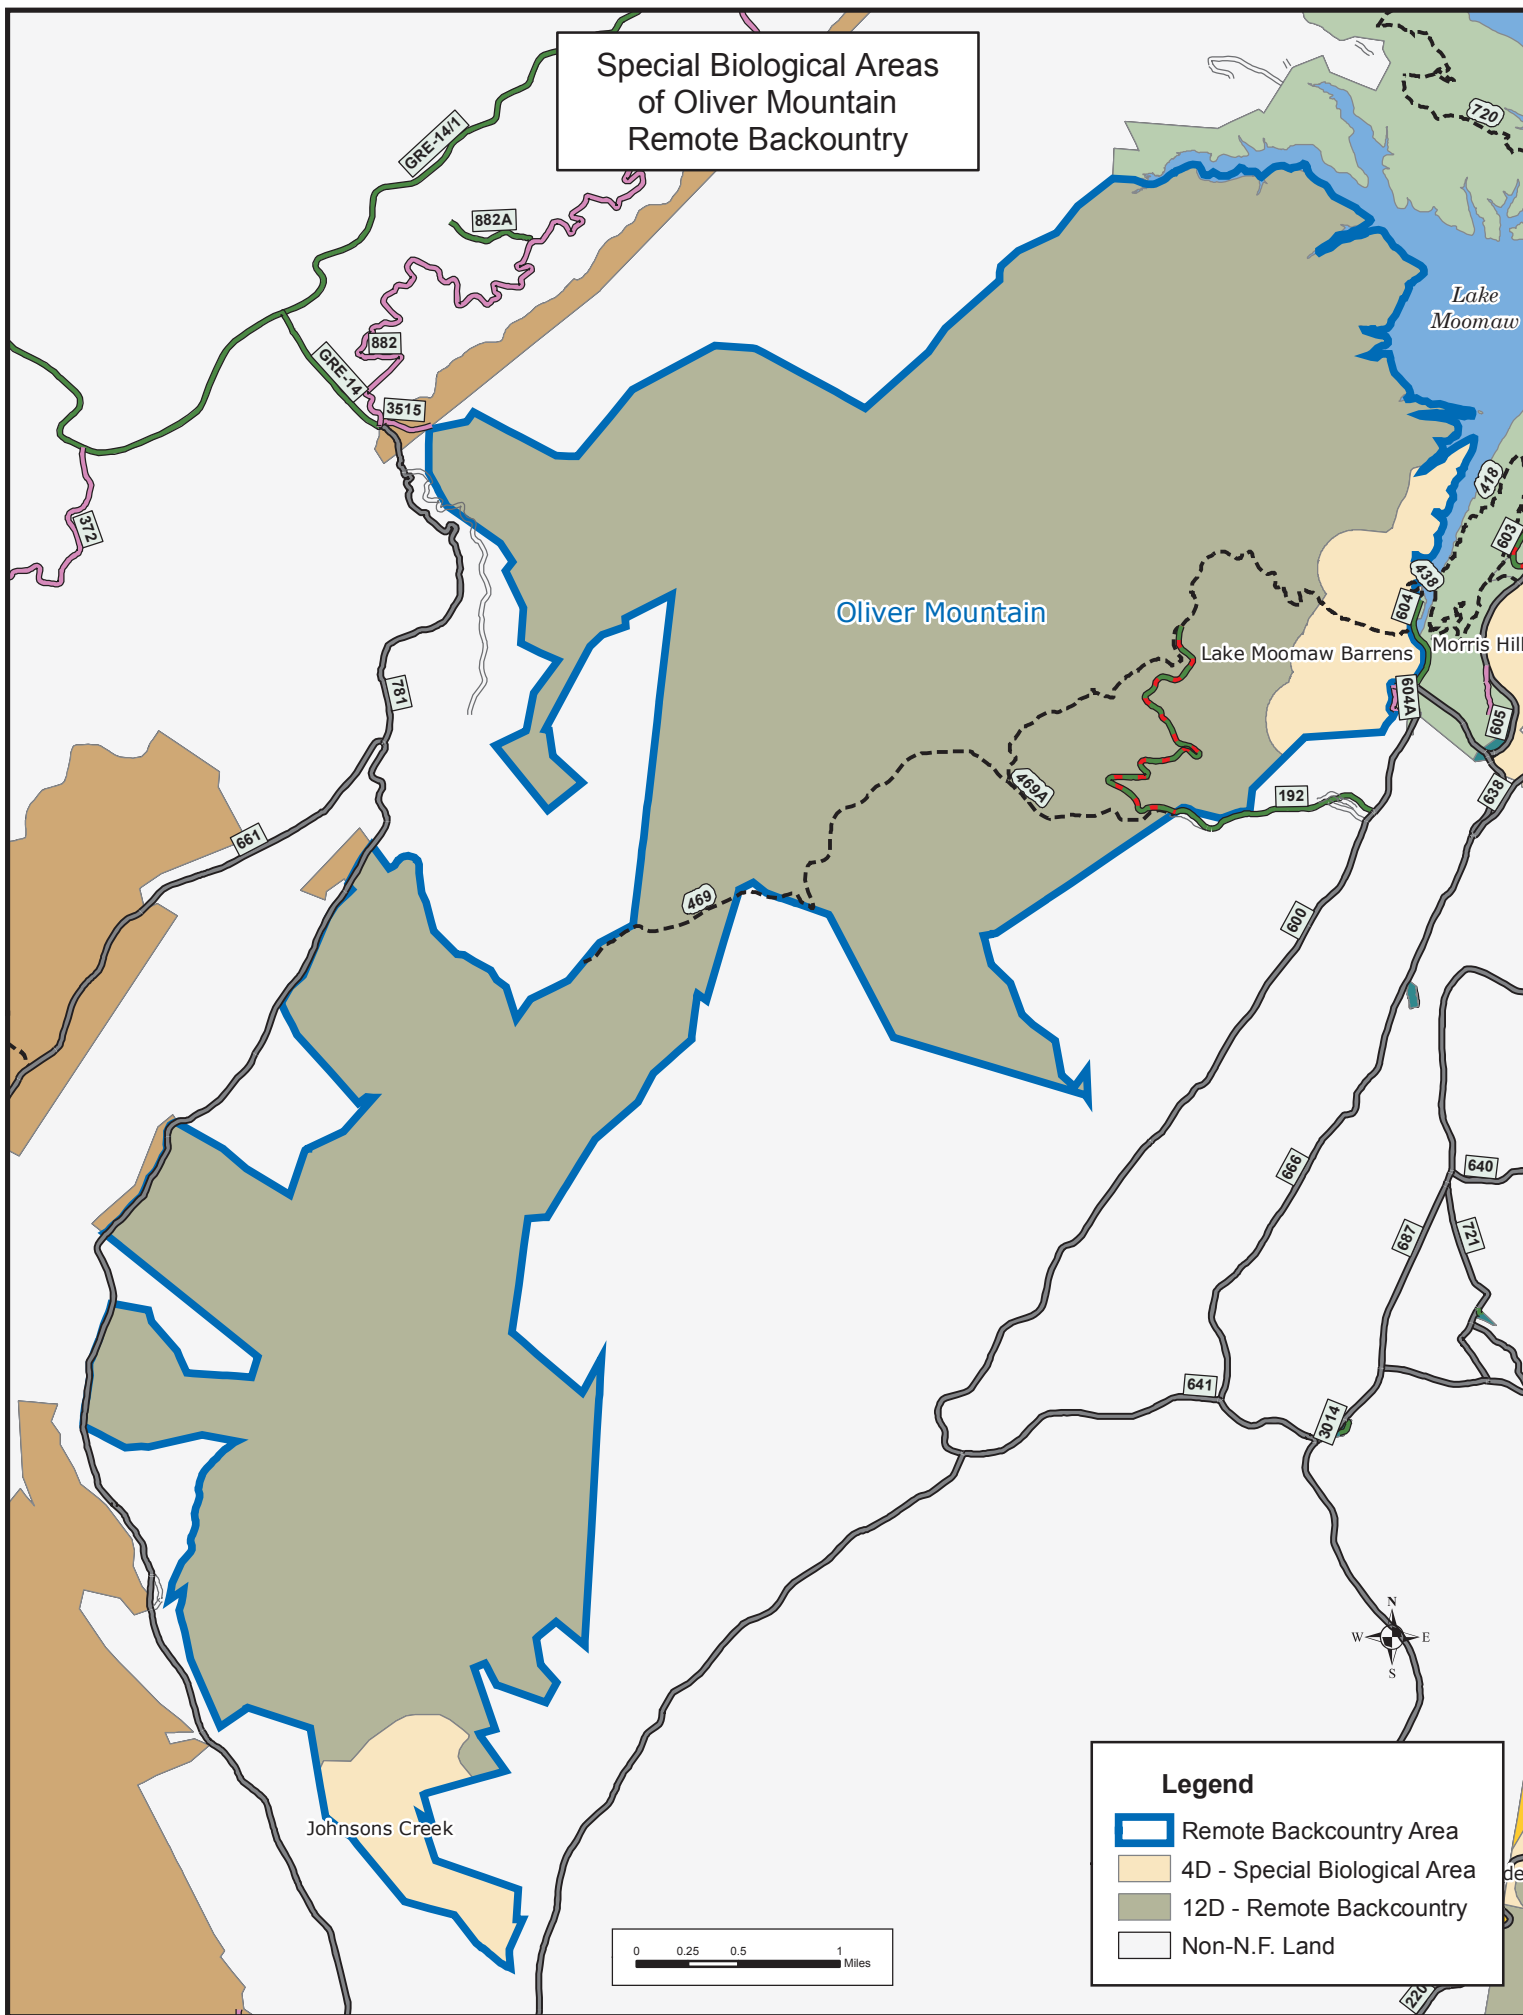 Special Biological Areas
of Oliver Mountain
Remote Backountry
GRE-14/1
882A
720
Lake
Moomaw
882
GRE-14
3515
418
372
603
438
604
Oliver Mountain
Lake Moomaw Barrens
Morris Hill
781
604A
605
469A
192
638
661
469
600
666
640
687
721
641
3014
N
W
E
S
Legend
Remote Backcountry Area
4D - Special Biological Area
12D - Remote Backcountry
Non-N.F. Land
de
Johnsons Creek
0
0.25
0.5
1
Miles
220